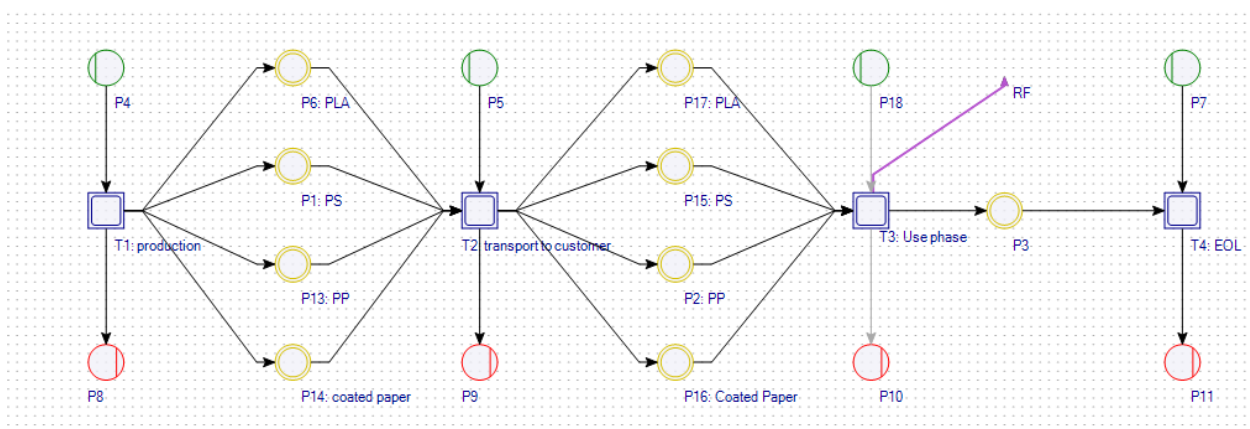 P4
P6: PLA
P5
P17: PLA
P18
RF
P7
P1: PS
P15: PS
T1: production
T2: transport to customer
T3: Use phase
P3
T4: EOL
P13: PP
P2: PP
P8
P14: coated paper
P9
P16: Coated Paper
P10
P11